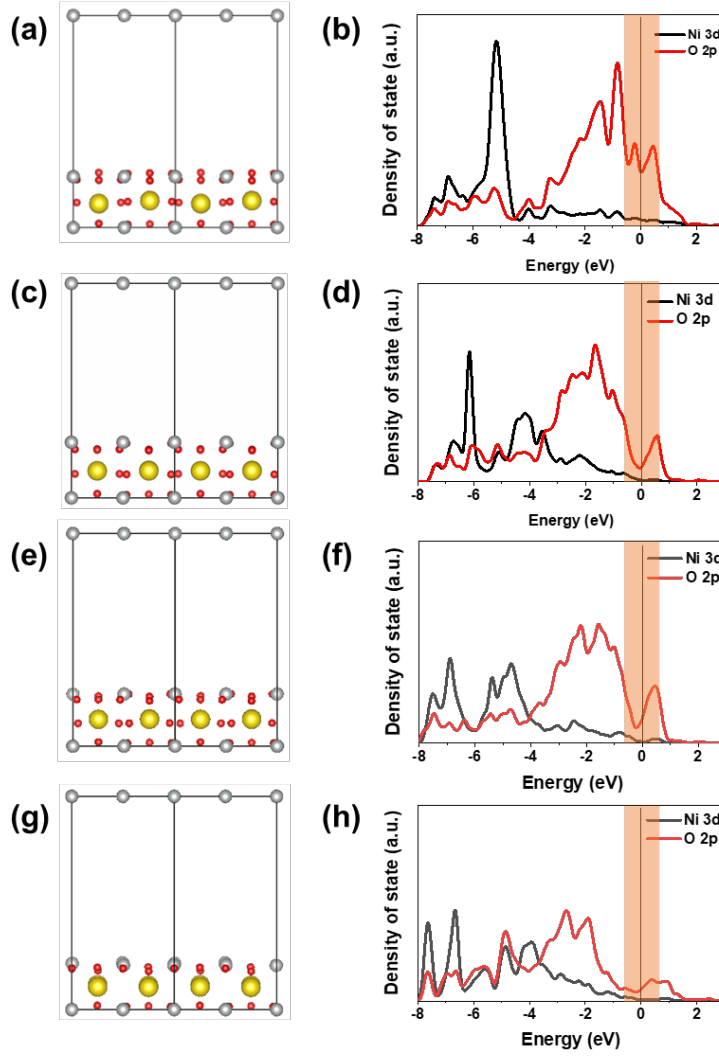 (a)
(b)
Density of state (a.u.)
Ni 3d
O 2p
-8 -6 -4 -2 0 2
Energy (eV)
(c)
(d)
Density of state (a.u.)
Ni 3d
O 2p
-8 -6 -4 -2 0 2
Energy (eV)
(e)
(f)
Density of state (a.u.)
Ni 3d
O 2p
-8 -6 -4 -2 0 2
Energy (eV)
(g)
(h)
Density of state (a.u.)
Ni 3d
O 2p
-8 -6 -4 -2 0 2
Energy (eV)